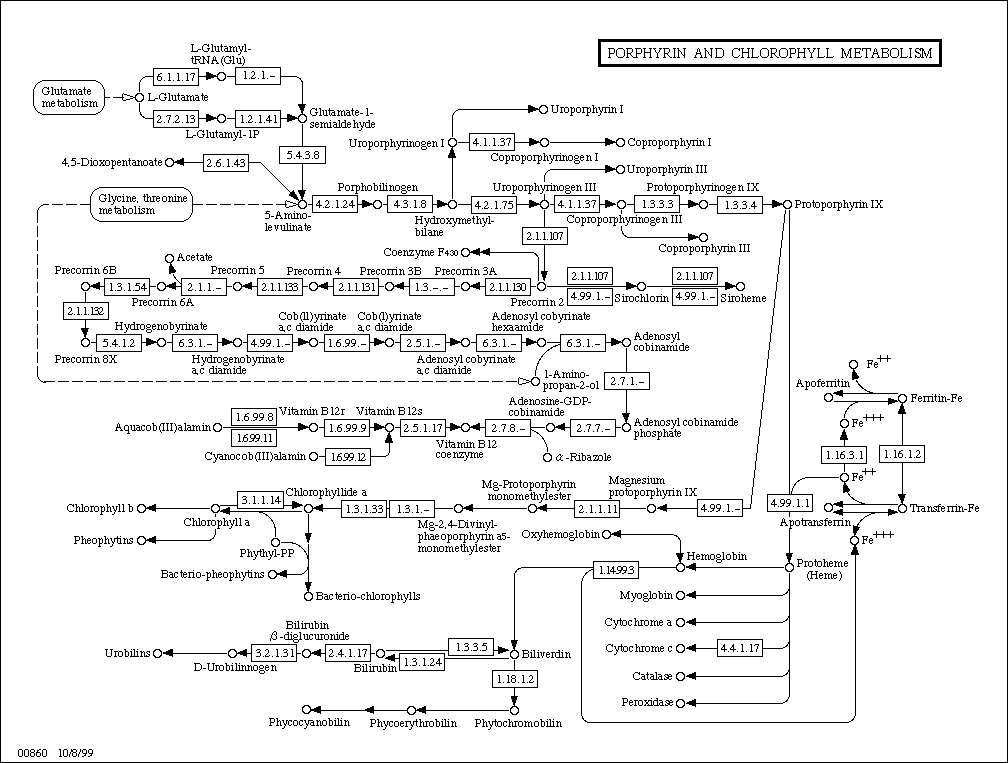 PORPHYRIN AND CHLOROPHYLL METABOLISM
L-Glutamyl-
tRNA (Glu)
6.1.1.17
1.2.1.-
Glutamate
metabolism
L-Glutamate
2.7.2.13
1.2.1.41
L-Glutamyl-1P
Glutamate-1-
semialdehyde
Uroporphyrin I
Uroporphyrinogen I
4.1.1.37
Coproporphyrin I
Coproporphyrinogen I
4,5-Dioxopentanoate
2.6.1.43
5.4.3.8
Uroporphyrin III
Glycine, threonine
metabolism
Porphobilinogen
Uroporphyrinogen III
Protoporphyrinogen IX
4.2.1.24
4.3.1.8
4.2.1.75
4.1.1.37
1.3.3.3
1.3.3.4
Protoporphyrin IX
5-Amino-
levulinate
Hydroxymethyl-
bilane
Coproporphyrinogen III
2.1.1.107
Coproporphyrin III
Coenzyme F430
Acetate
Precorrin 6B
Precorrin 5
Precorrin 4
Precorrin 3B
Precorrin 3A
2.1.1.107
2.1.1.107
1.3.1.54
2.1.1.-
2.1.1.133
2.1.1.131
1.3.-.-
2.1.1.130
4.99.1.-
4.99.1.-
Precorrin 6A
Precorrin 2
Sirochlorin
Siroheme
2.1.1.132
Hydrogenobyrinate
Cob(II)yrinate
a,c diamide
Cob(I)yrinate
a,c diamide
Adenosyl cobyrinate
hexaamide
5.4.1.2
6.3.1.-
4.99.1.-
1.6.99.-
2.5.1.-
6.3.1.-
6.3.1.-
Adenosyl
cobinamide
Precorrin 8X
Hydrogenobyrinate
a,c diamide
Adenosyl cobyrinate
a,c diamide
1-Amino-
propan-2-ol
2.7.1.-
Fe++
Apoferritin
Ferritin-Fe
Adenosine-GDP-
cobinamide
1.6.99.8
Vitamin B12r
Vitamin B12s
Aquacob(III)alamin
1.6.99.9
2.5.1.17
2.7.8.-
2.7.7.-
Adenosyl cobinamide
phosphate
1.6.99.11
Vitamin B12
coenzyme
Cyanocob(III)alamin
1.6.99.12
α-Ribazole
Fe+++
1.16.3.1
1.16.1.2
Fe++
3.1.1.14
Chlorophyllide a
Mg-Protoporphyrin
monomethylester
Magnesium
protoporphyrin IX
Chlorophyll b
1.3.1.33
1.3.1.-
2.1.1.11
4.99.1.-
4.99.1.1
Transferrin-Fe
Chlorophyll a
Mg-2,4-Divinyl-
phaeoporphyrin a5-
monomethylester
Apotransferrin
Pheophytins
Phythyl-PP
Oxyhemoglobin
Fe+++
Hemoglobin
Bacterio-pheophytins
1.14.99.3
Protoheme
(Heme)
Bacterio-chlorophylls
Myoglobin
Cytochrome a
Bilirubin
β-diglucuronide
Urobilins
3.2.1.31
2.4.1.17
1.3.3.5
Biliverdin
Cytochrome c
4.4.1.17
D-Urobilinnogen
Bilirubin
1.3.1.24
1.18.1.2
Catalase
Peroxidase
Phycocyanobilin
Phycoerythrobilin
Phytochromobilin
00860 10/8/99